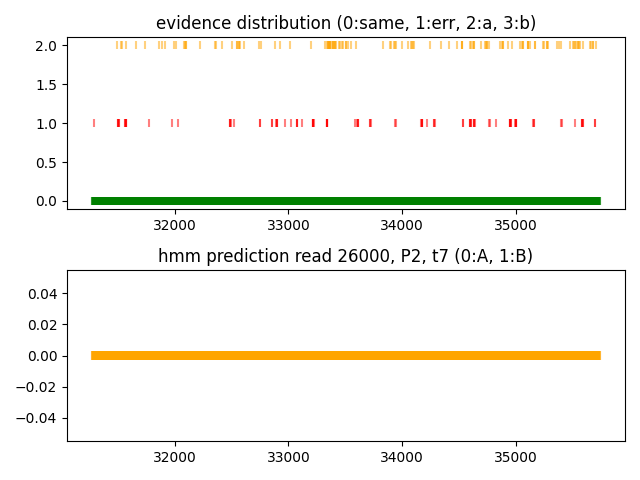 evidence distribution (0:same, 1:err, 2:a, 3:b)
2.0
1.5
1.0
0.5
0.0
32000 33000 34000 35000
hmm prediction read 26000, P2, t7 (0:A, 1:B)
0.04
0.02
0.00
−0.02
−0.04
32000 33000 34000 35000